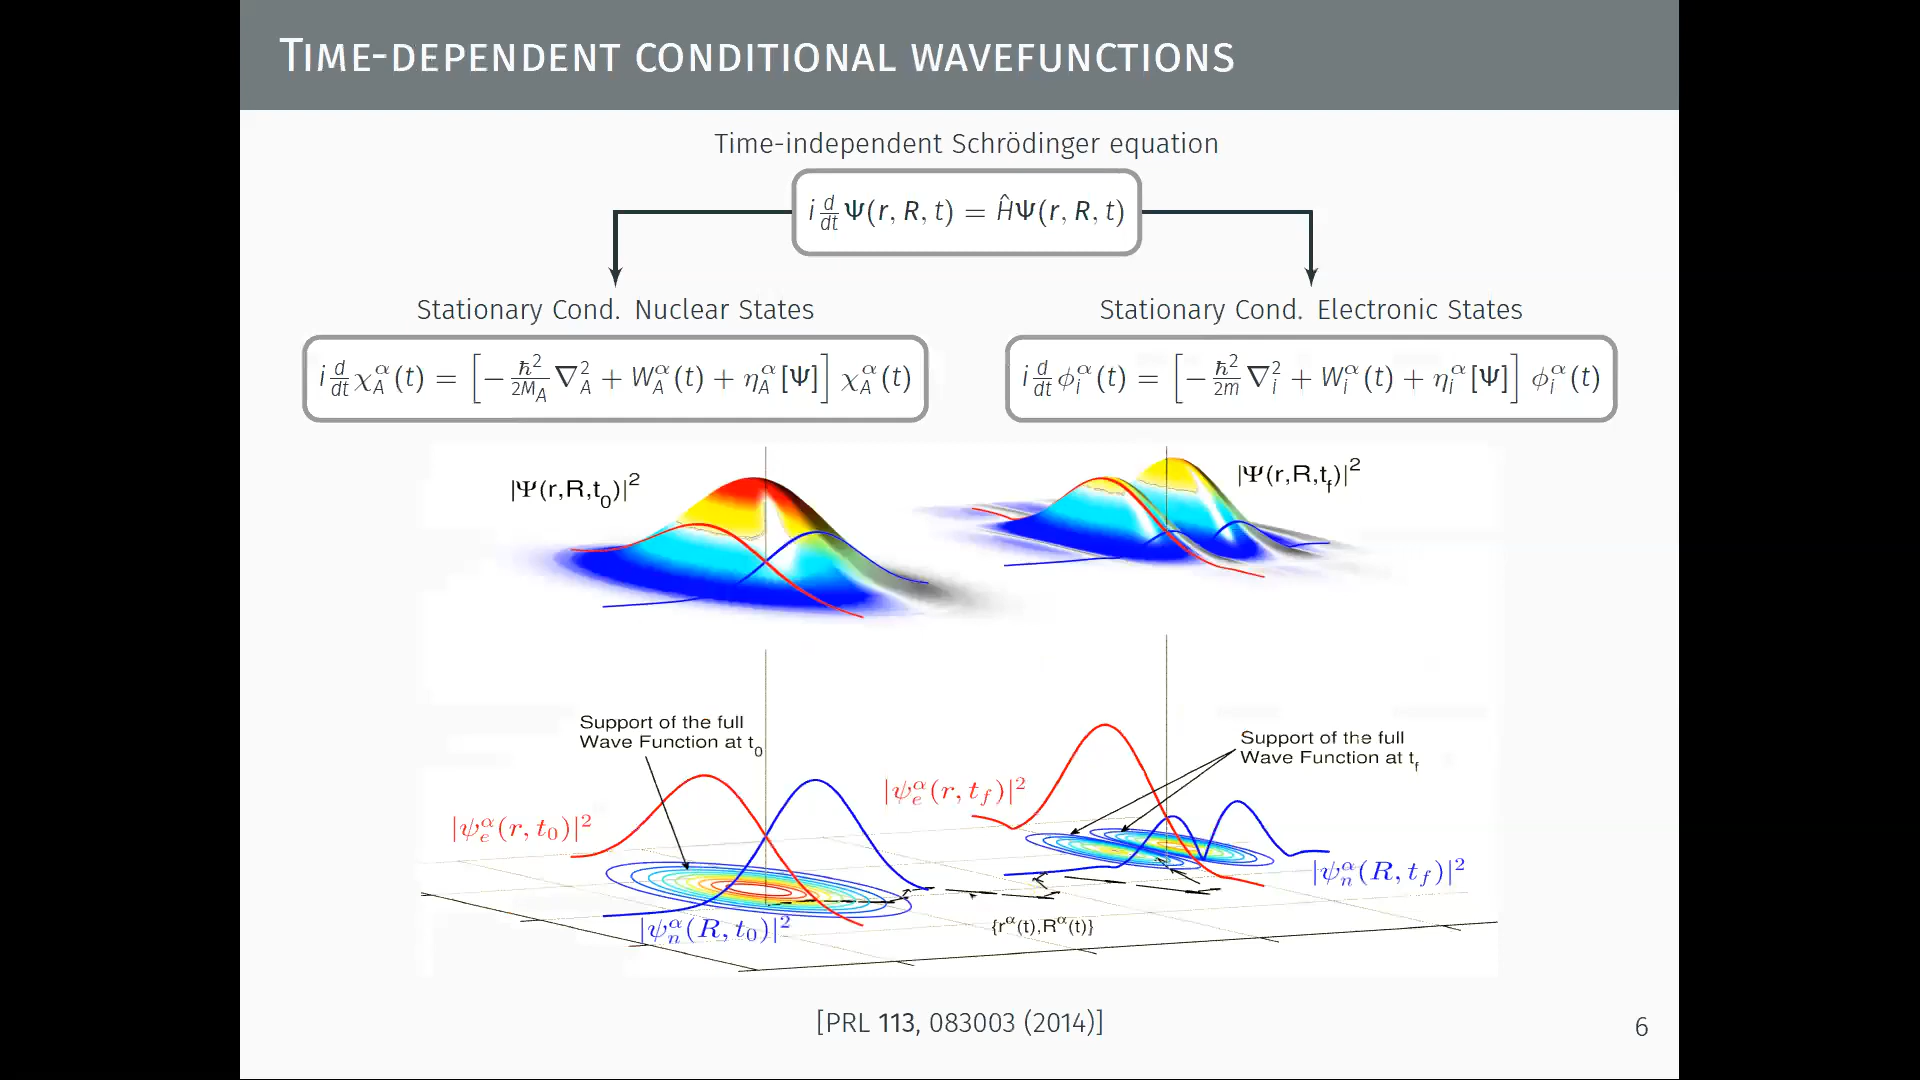 TIME-DEPENDENT CONDITIONAL WAVEFUNCTIONS
Time-independent Schrödinger equation
i d/dt Ψ(r, R, t) = ĤΨ(r, R, t)
Stationary Cond. Nuclear States
Stationary Cond. Electronic States
i d/dt χ_A^α(t) = [−ħ²/2M_A ∇_A² + W_A^α(t) + η_A^α[Ψ]] χ_A^α(t)
i d/dt ϕ_i^α(t) = [−ħ²/2m ∇_i² + W_i^α(t) + η_i^α[Ψ]] ϕ_i^α(t)
|Ψ(r,R,t₀)|²
|Ψ(r,R,t_f)|²
Support of the full
Wave Function at t₀
Support of the full
Wave Function at t_f
|ψ_e^α(r, t₀)|²
|ψ_e^α(r, t_f)|²
|ψ_n^α(R, t_f)|²
|ψ_n^α(R, t₀)|²
{r^α(t),R^α(t)}
[PRL 113, 083003 (2014)]
6